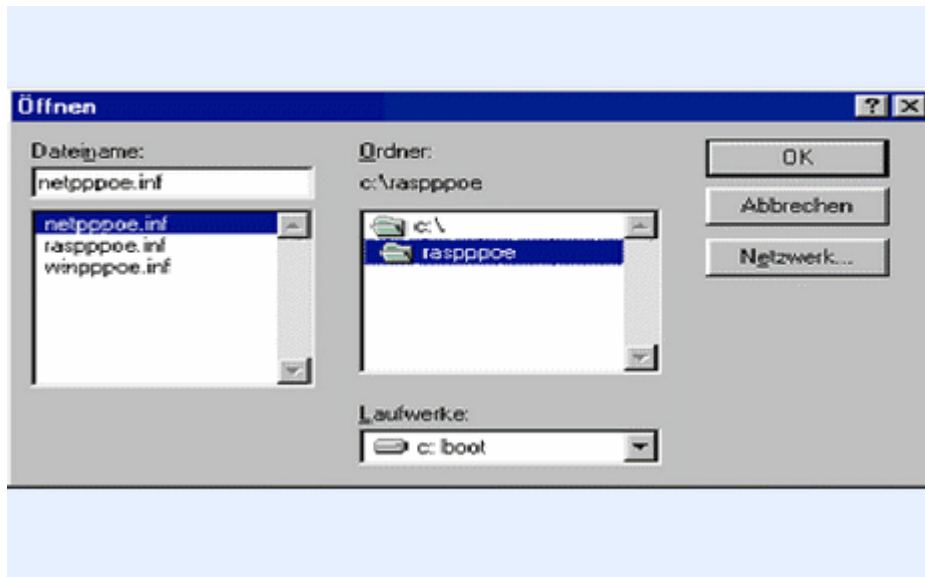 Öffnen
Dateiname:
netpppoe.inf
netpppoe.inf
raspppoe.inf
winpppoe.inf
Ordner:
c:\raspppoe
c:\
raspppoe
Laufwerke:
c: boot
OK
Abbrechen
Netzwerk...